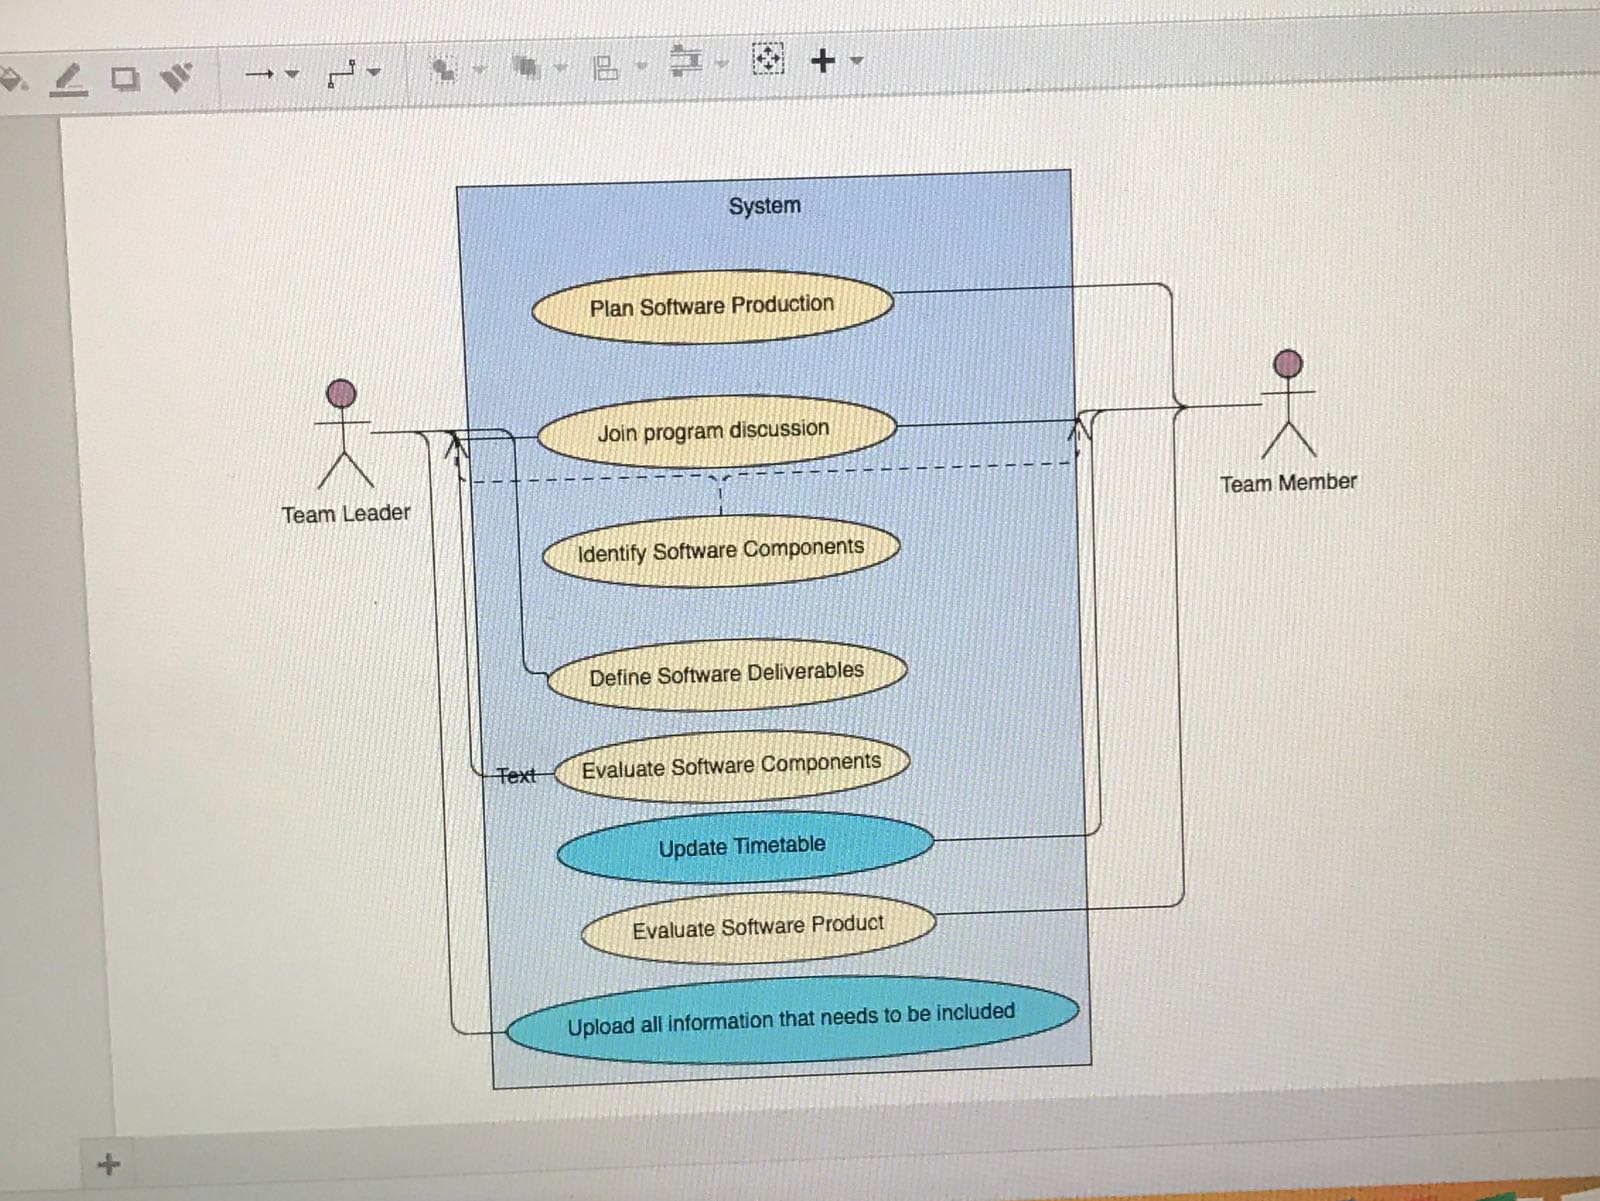 System
Plan Software Production
Join program discussion
Team Leader
Team Member
Identify Software Components
Define Software Deliverables
Text
Evaluate Software Components
Update Timetable
Evaluate Software Product
Upload all information that needs to be included